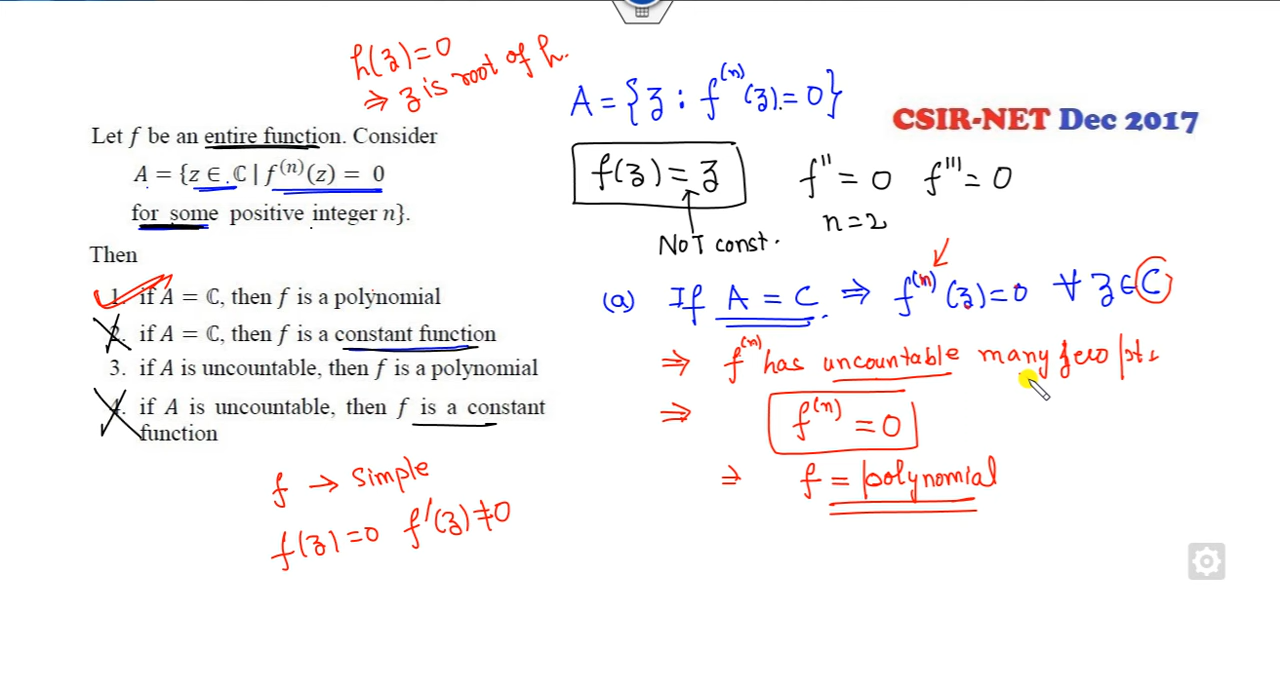 h(z)=0
⇒ z is root of h.
A = {z : f⁽ⁿ⁾(z) = 0}
CSIR-NET Dec 2017
Let f be an entire function. Consider
A = {z ∈ ℂ | f⁽ⁿ⁾(z) = 0
for some positive integer n}.
f(z) = z
f'' = 0 f''' = 0
n=2
NOT const.
Then
1. if A = ℂ, then f is a polynomial
2. if A = ℂ, then f is a constant function
3. if A is uncountable, then f is a polynomial
4. if A is uncountable, then f is a constant
function
(a) If A = C. ⇒ f⁽ⁿ⁾(z)=0 ∀ z∈C
⇒ f⁽ⁿ⁾ has uncountable many zero pts
⇒ f⁽ⁿ⁾ = 0
⇒ f = polynomial
f → simple
f(z)=0 f'(z)≠0